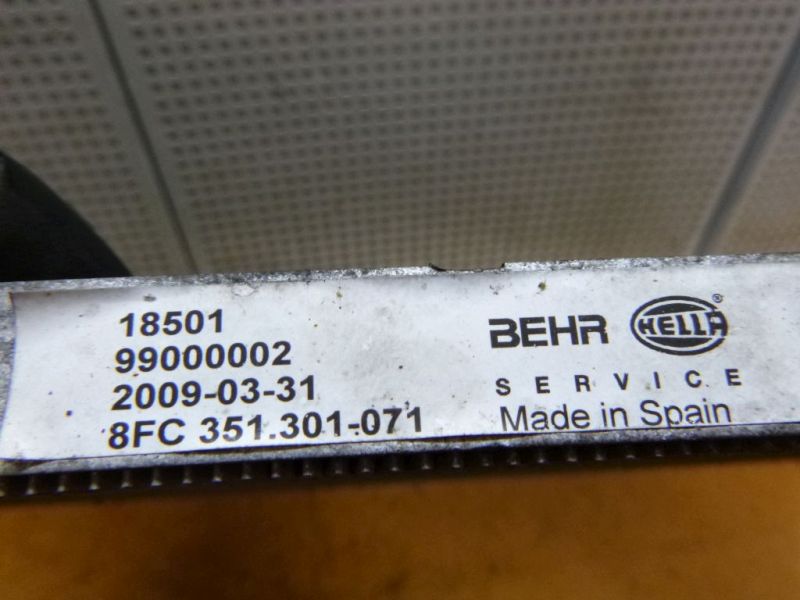 18501
99000002
2009-03-31
8FC 351.301-071
BEHR HELLA®
SERVICE
Made in Spain